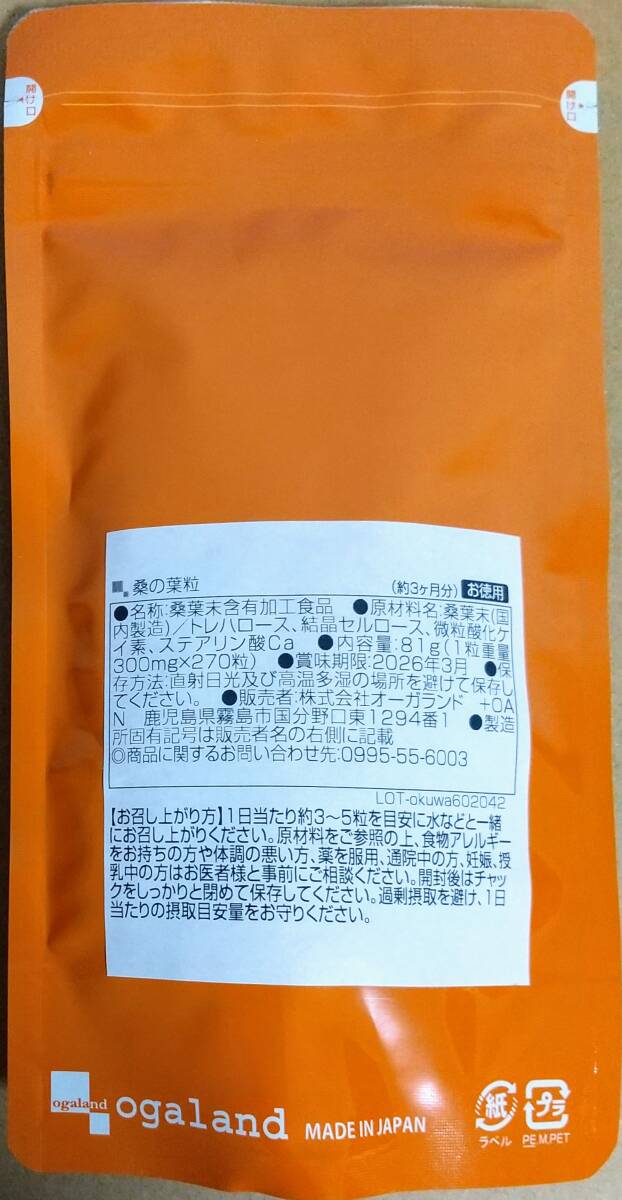 開け口
開け口
桑の葉粒 (約3ヶ月分) お徳用
●名称:桑葉末含有加工食品 ●原材料名:桑葉末(国
内製造)／トレハロース、結晶セルロース、微粒酸化ケ
イ素、ステアリン酸Ca ●内容量:81g(1粒重量
300mg×270粒) ●賞味期限:2026年3月 ●保
存方法:直射日光及び高温多湿の場所を避けて保存し
てください。 ●販売者:株式会社オーガランド +OA
N 鹿児島県霧島市国分野口東1294番1 ●製造
所固有記号は販売者名の右側に記載
◎商品に関するお問い合わせ先:0995-55-6003
LOT-okuwa602042
【お召し上がり方】1日当たり約3～5粒を目安に水などと一緒
にお召し上がりください。原材料をご参照の上、食物アレルギー
をお持ちの方や体調の悪い方、薬を服用、通院中の方、妊娠、授
乳中の方はお医者様と事前にご相談ください。開封後はチャッ
クをしっかりと閉めて保存してください。過剰摂取を避け、1日
当たりの摂取目安量をお守りください。
ogaland ogaland MADE IN JAPAN
紙 プラ
ラベル PE,M,PET